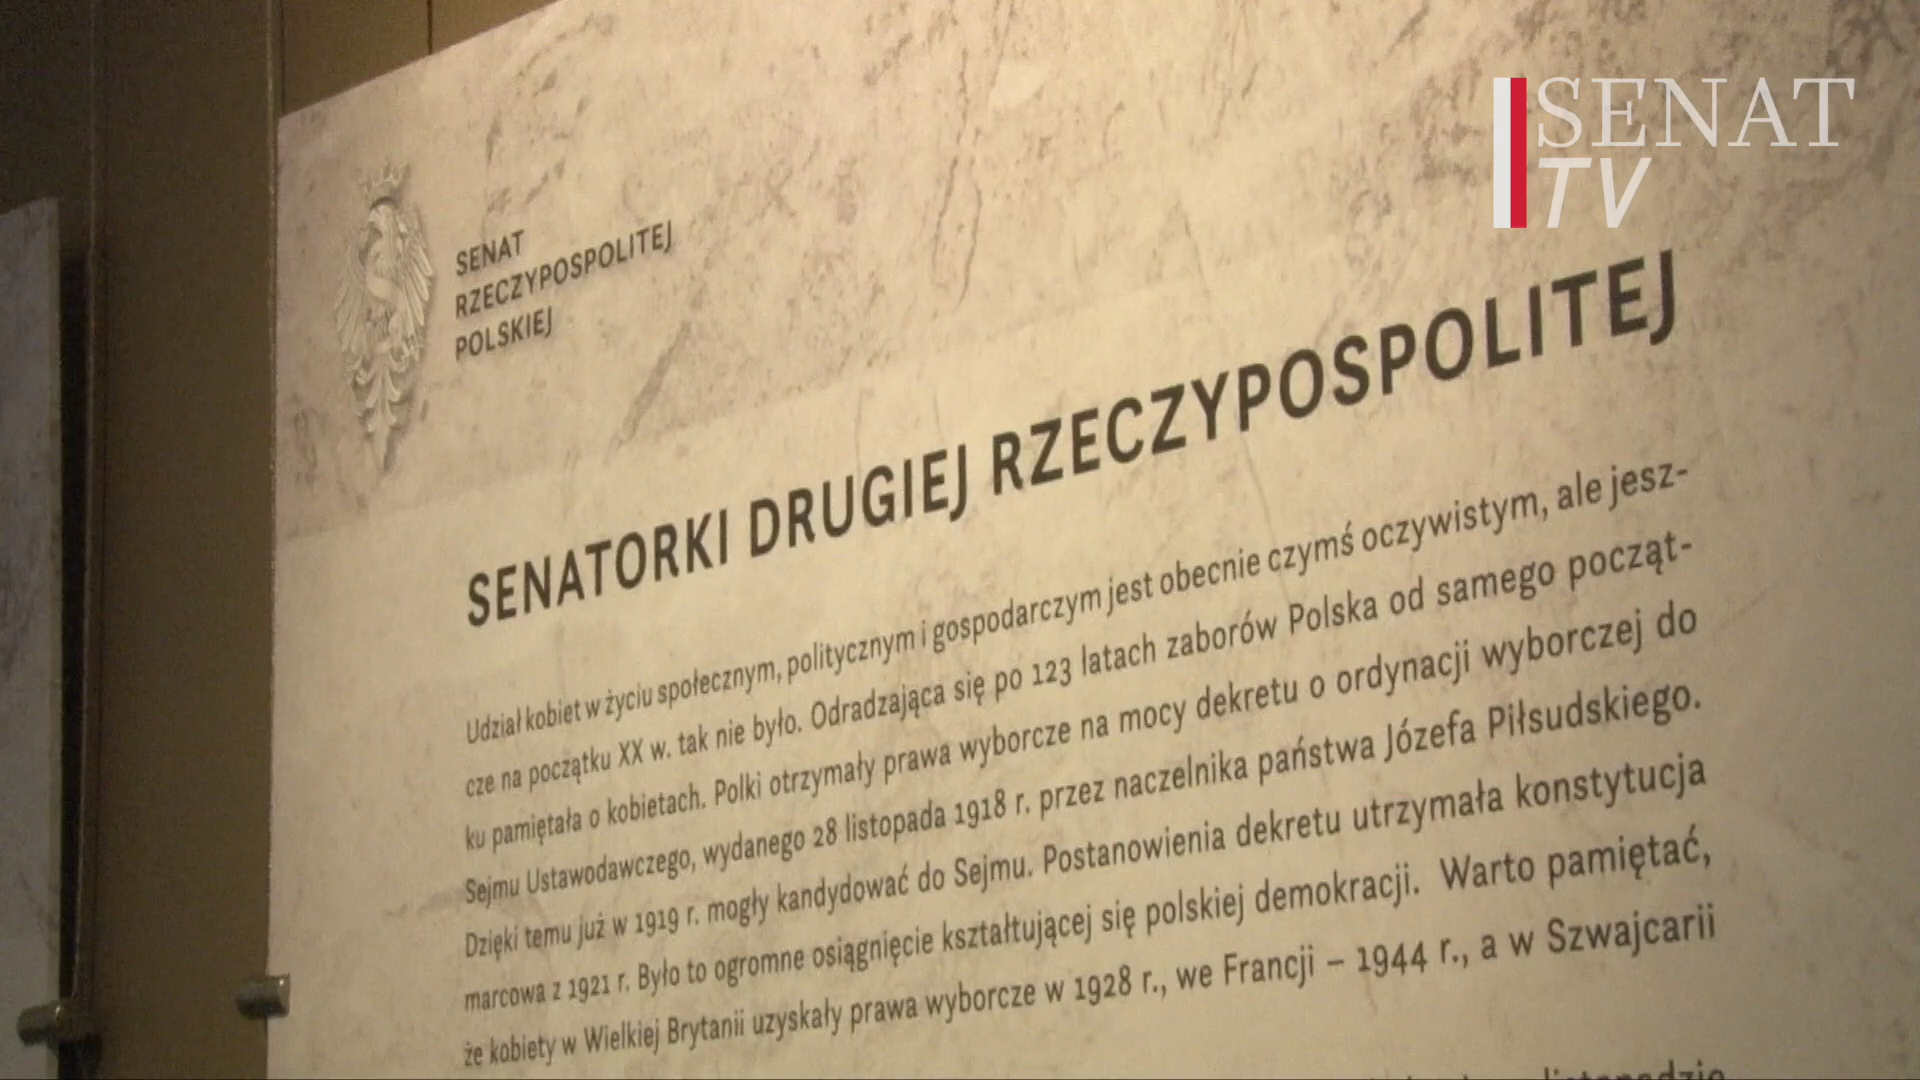 SENAT
TV
SENAT
RZECZYPOSPOLITEJ
POLSKIEJ
SENATORKI DRUGIEJ RZECZYPOSPOLITEJ
Udział kobiet w życiu społecznym, politycznym i gospodarczym jest obecnie czymś oczywistym, ale jesz-
cze na początku XX w. tak nie było. Odradzająca się po 123 latach zaborów Polska od samego począt-
ku pamiętała o kobietach. Polki otrzymały prawa wyborcze na mocy dekretu o ordynacji wyborczej do
Sejmu Ustawodawczego, wydanego 28 listopada 1918 r. przez naczelnika państwa Józefa Piłsudskiego.
Dzięki temu już w 1919 r. mogły kandydować do Sejmu. Postanowienia dekretu utrzymała konstytucja
marcowa z 1921 r. Było to ogromne osiągnięcie kształtującej się polskiej demokracji. Warto pamiętać,
że kobiety w Wielkiej Brytanii uzyskały prawa wyborcze w 1928 r., we Francji – 1944 r., a w Szwajcarii
listopadzie